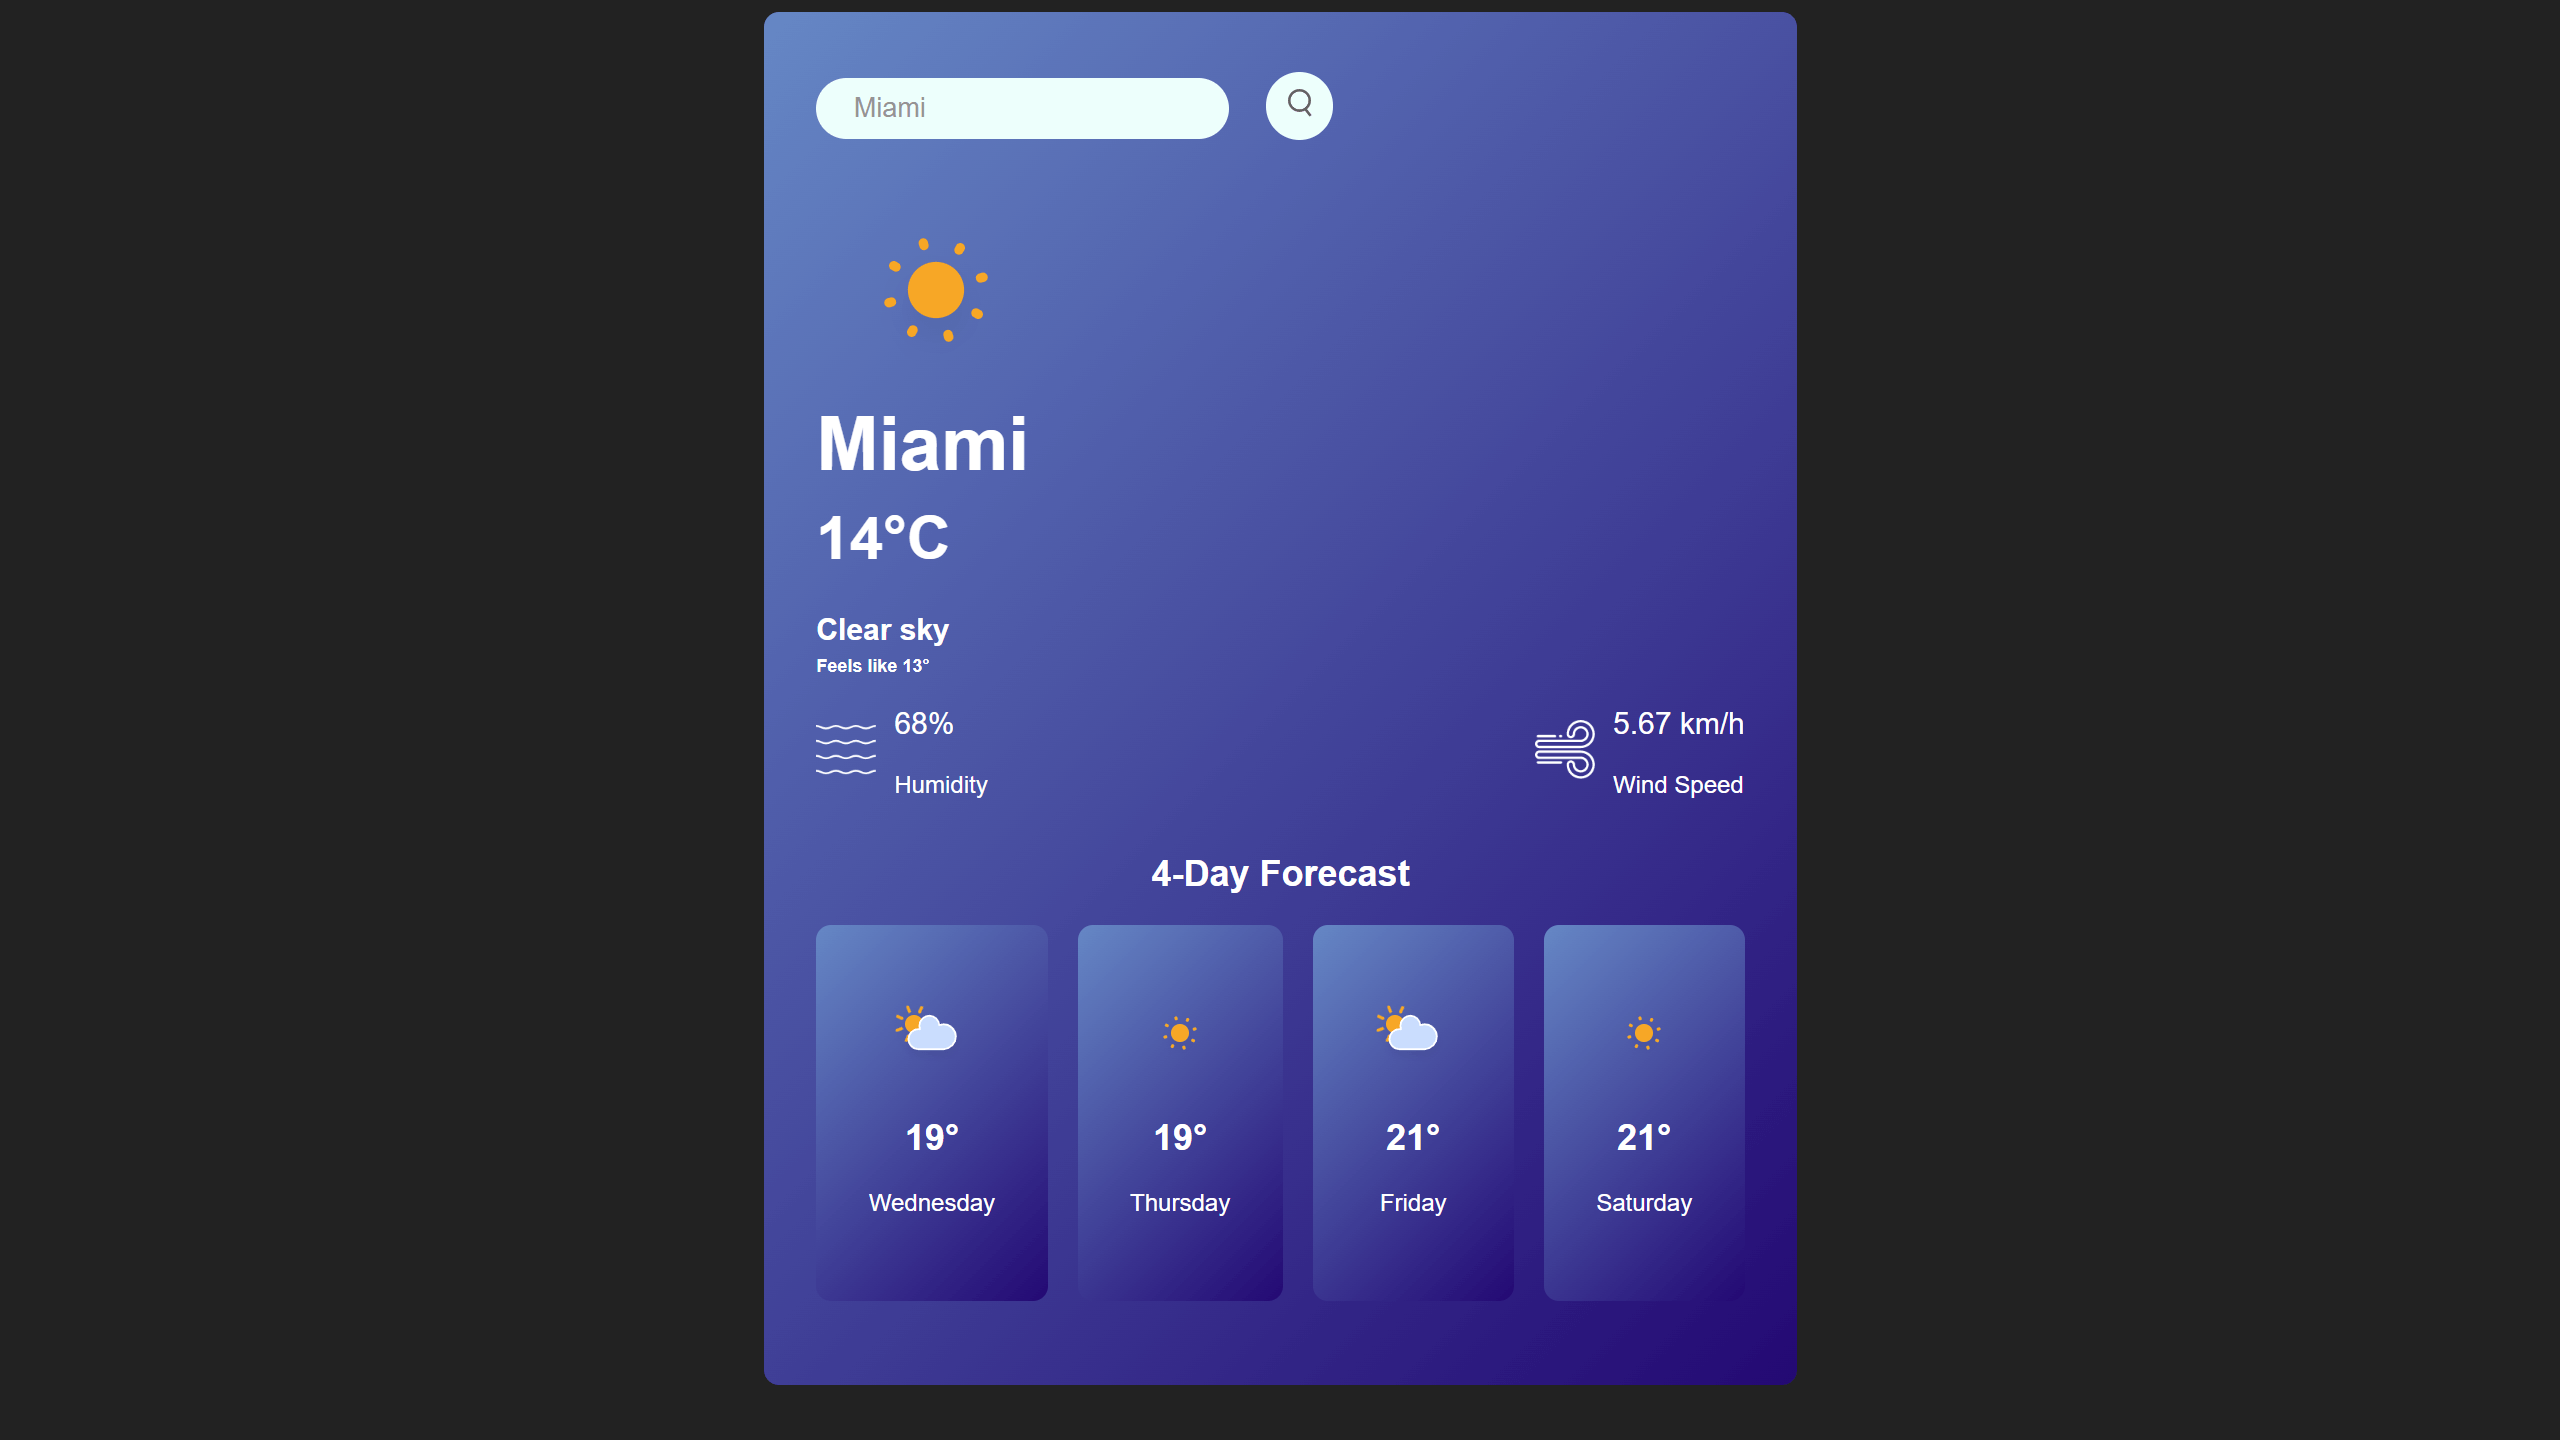 Miami
Miami
14°C
Clear sky
Feels like 13°
68%
Humidity
5.67 km/h
Wind Speed
4-Day Forecast
19°
Wednesday
19°
Thursday
21°
Friday
21°
Saturday